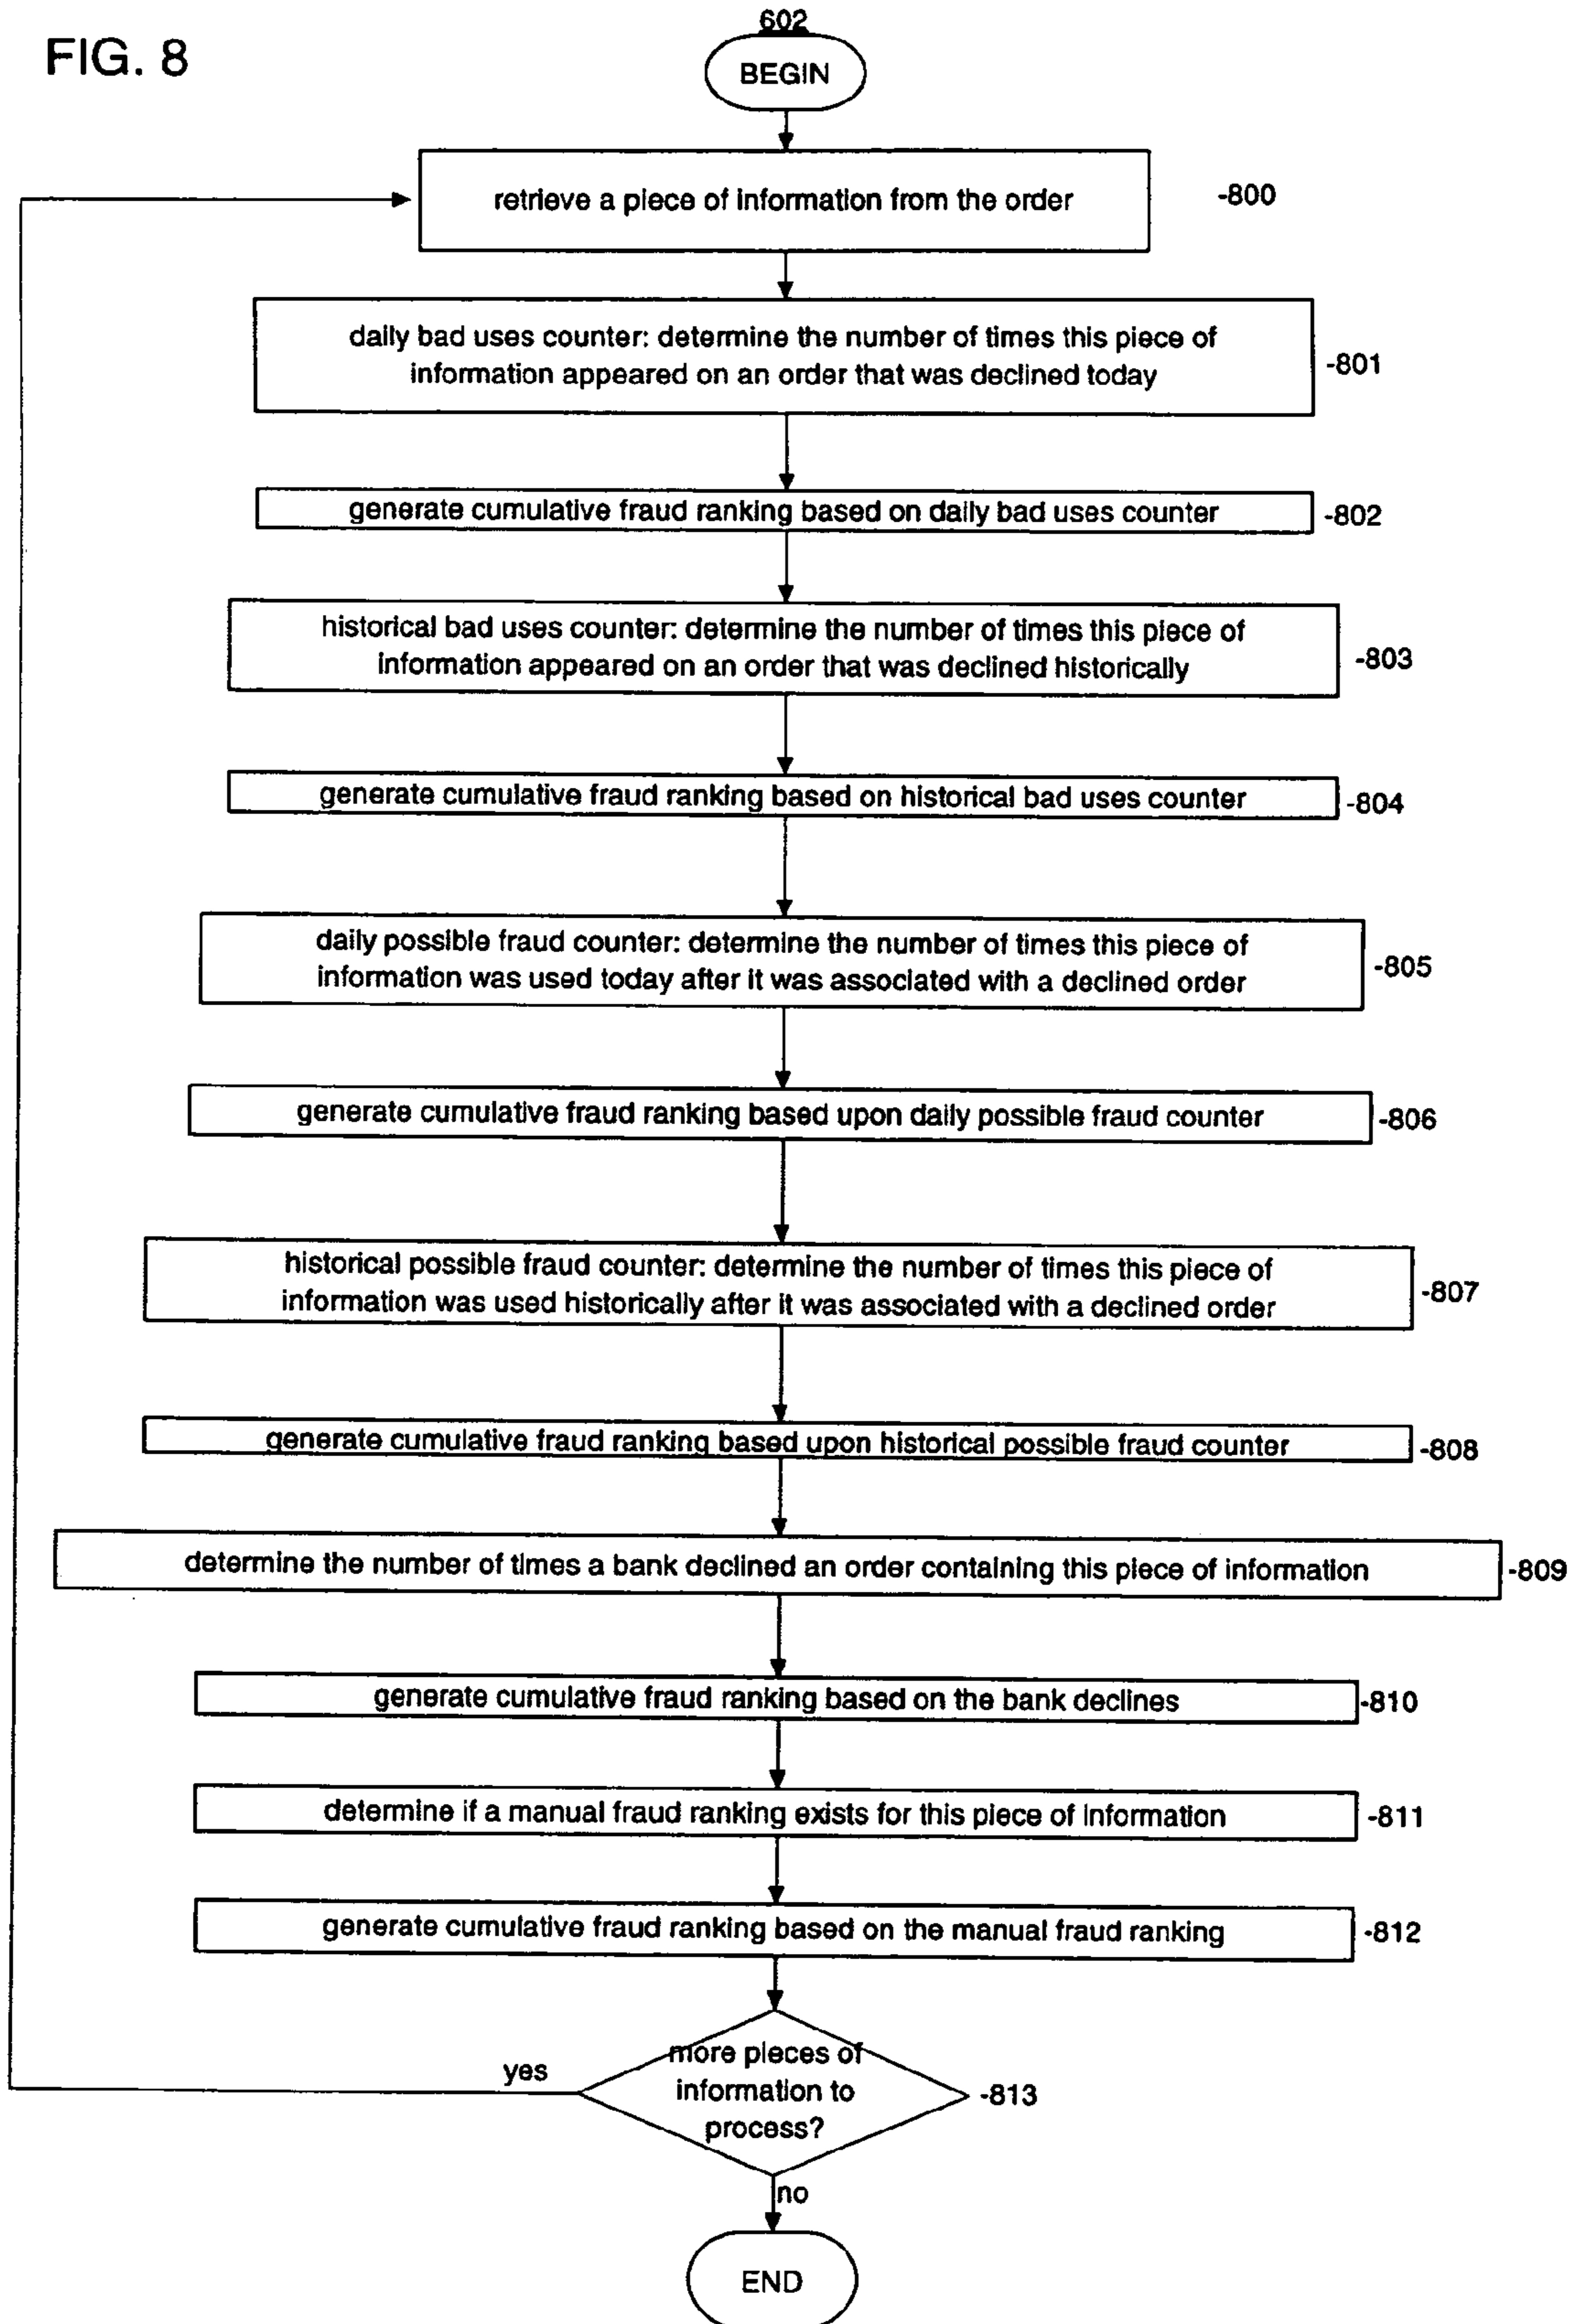 FIG. 8
602
BEGIN
retrieve a piece of information from the order
-800
daily bad uses counter: determine the number of times this piece of
information appeared on an order that was declined today
-801
generate cumulative fraud ranking based on daily bad uses counter
-802
historical bad uses counter: determine the number of times this piece of
information appeared on an order that was declined historically
-803
generate cumulative fraud ranking based on historical bad uses counter
-804
daily possible fraud counter: determine the number of times this piece of
information was used today after it was associated with a declined order
-805
generate cumulative fraud ranking based upon daily possible fraud counter
-806
historical possible fraud counter: determine the number of times this piece of
information was used historically after it was associated with a declined order
-807
generate cumulative fraud ranking based upon historical possible fraud counter
-808
determine the number of times a bank declined an order containing this piece of information
-809
generate cumulative fraud ranking based on the bank declines
-810
determine if a manual fraud ranking exists for this piece of information
-811
generate cumulative fraud ranking based on the manual fraud ranking
-812
more pieces of
information to
process?
-813
yes
no
END